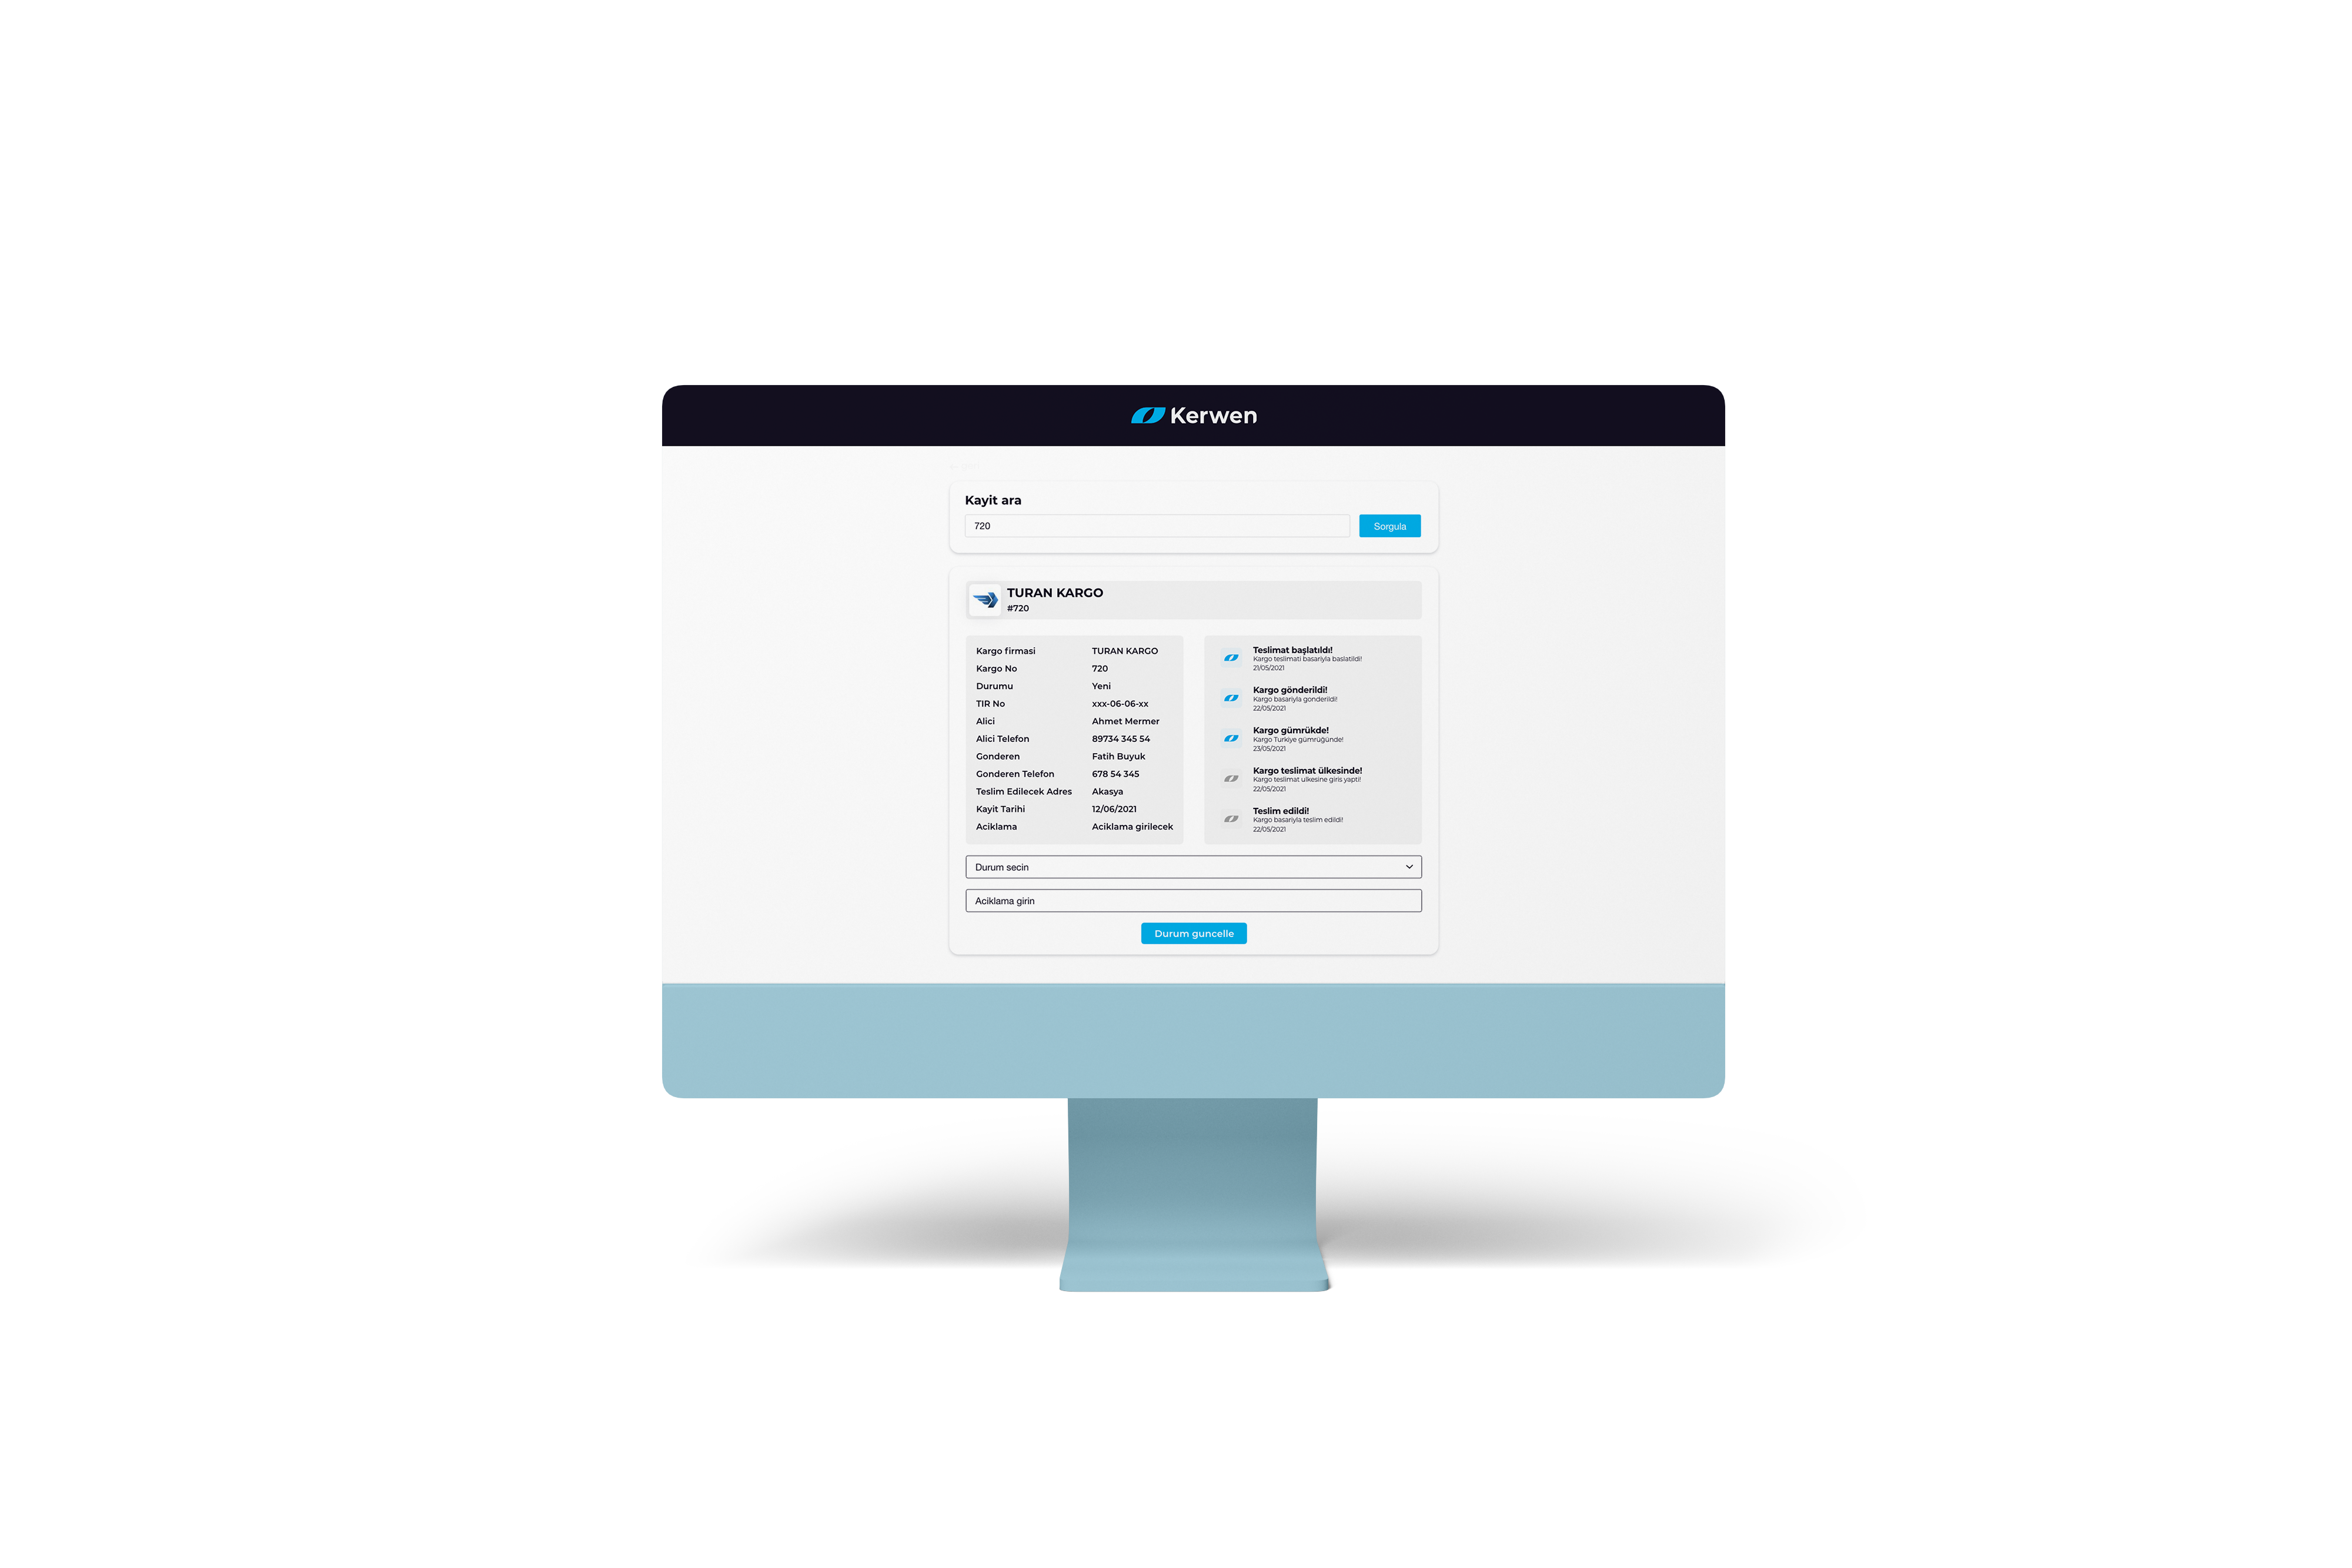 Kerwen
Kayit ara
720
Sorgula
TURAN KARGO
#720
Kargo firmasi TURAN KARGO
Kargo No 720
Durumu Yeni
TIR No xxx-06-06-xx
Alici Ahmet Mermer
Alici Telefon 89734 345 54
Gonderen Fatih Buyuk
Gonderen Telefon 678 54 345
Teslim Edilecek Adres Akasya
Kayit Tarihi 12/06/2021
Aciklama Aciklama girilecek
Teslimat başlatıldı!
Kargo teslimati basariyla baslatildi!
21/05/2021
Kargo gönderildi!
Kargo basariyla gonderildi!
22/05/2021
Kargo gümrükde!
Kargo Turkiye gümrüğünde!
23/05/2021
Kargo teslimat ülkesinde!
Kargo teslimat ulkesine giris yapti!
22/05/2021
Teslim edildi!
Kargo basariyla teslim edildi!
22/05/2021
Durum secin
Aciklama girin
Durum guncelle